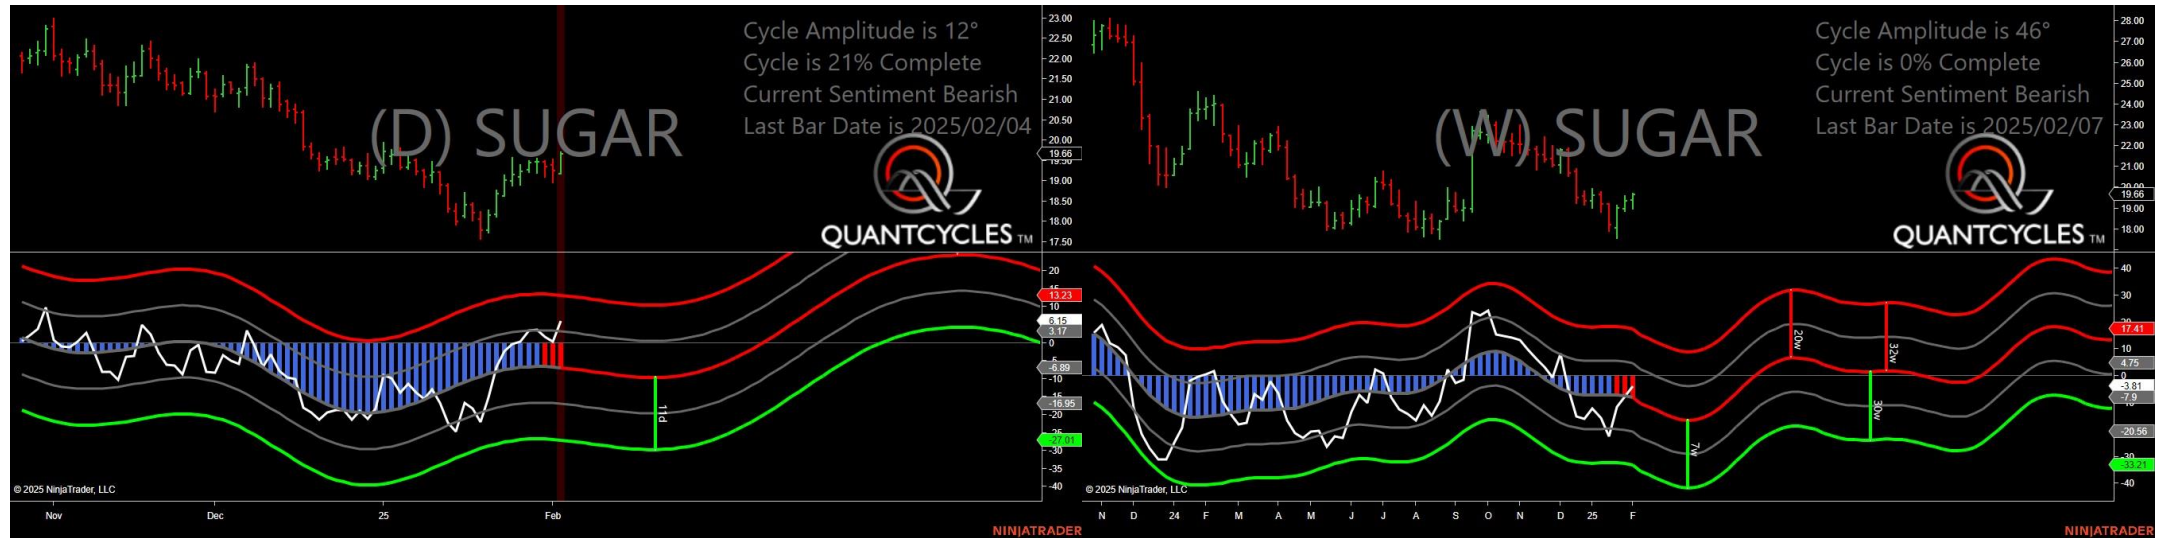 Cycle Amplitude is 12°
Cycle is 21% Complete
Current Sentiment Bearish
Last Bar Date is 2025/02/04
(D) SUGAR
QUANTCYCLES TM
23.00
22.50
22.00
21.50
21.00
20.50
20.00
19.66
19.50
19.00
18.50
18.00
17.50
20
13.23
10
6.15
3.17
0
-5
-6.89
-10
-16.95
-20
-27.01
-30
-35
-40
11d
© 2025 NinjaTrader, LLC
Nov
Dec
25
Feb
NINJATRADER
Cycle Amplitude is 46°
Cycle is 0% Complete
Current Sentiment Bearish
Last Bar Date is 2025/02/07
(W) SUGAR
QUANTCYCLES TM
28.00
27.00
26.00
25.00
24.00
23.00
22.00
21.00
20.00
19.66
19.00
18.00
40
30
20
17.41
10
4.75
0
-3.81
-7.9
-20.56
-30
-33.21
-40
7w
20w
30w
32w
© 2025 NinjaTrader, LLC
N D 24 F M A M J J A S O N D 25 F
NINJATRADER